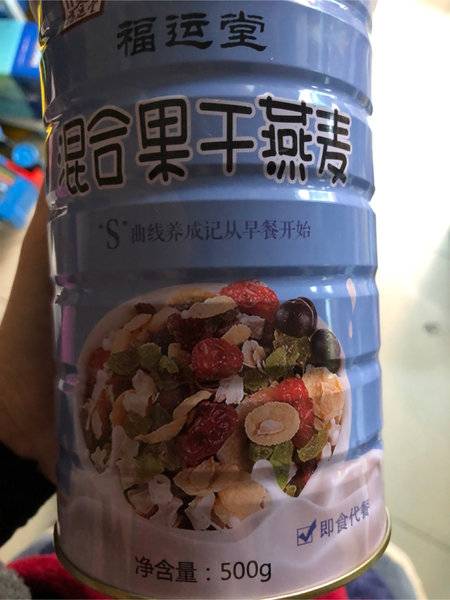 福运堂
混合果干燕麦
"S"曲线养成记从早餐开始
即食代餐
净含量：500g